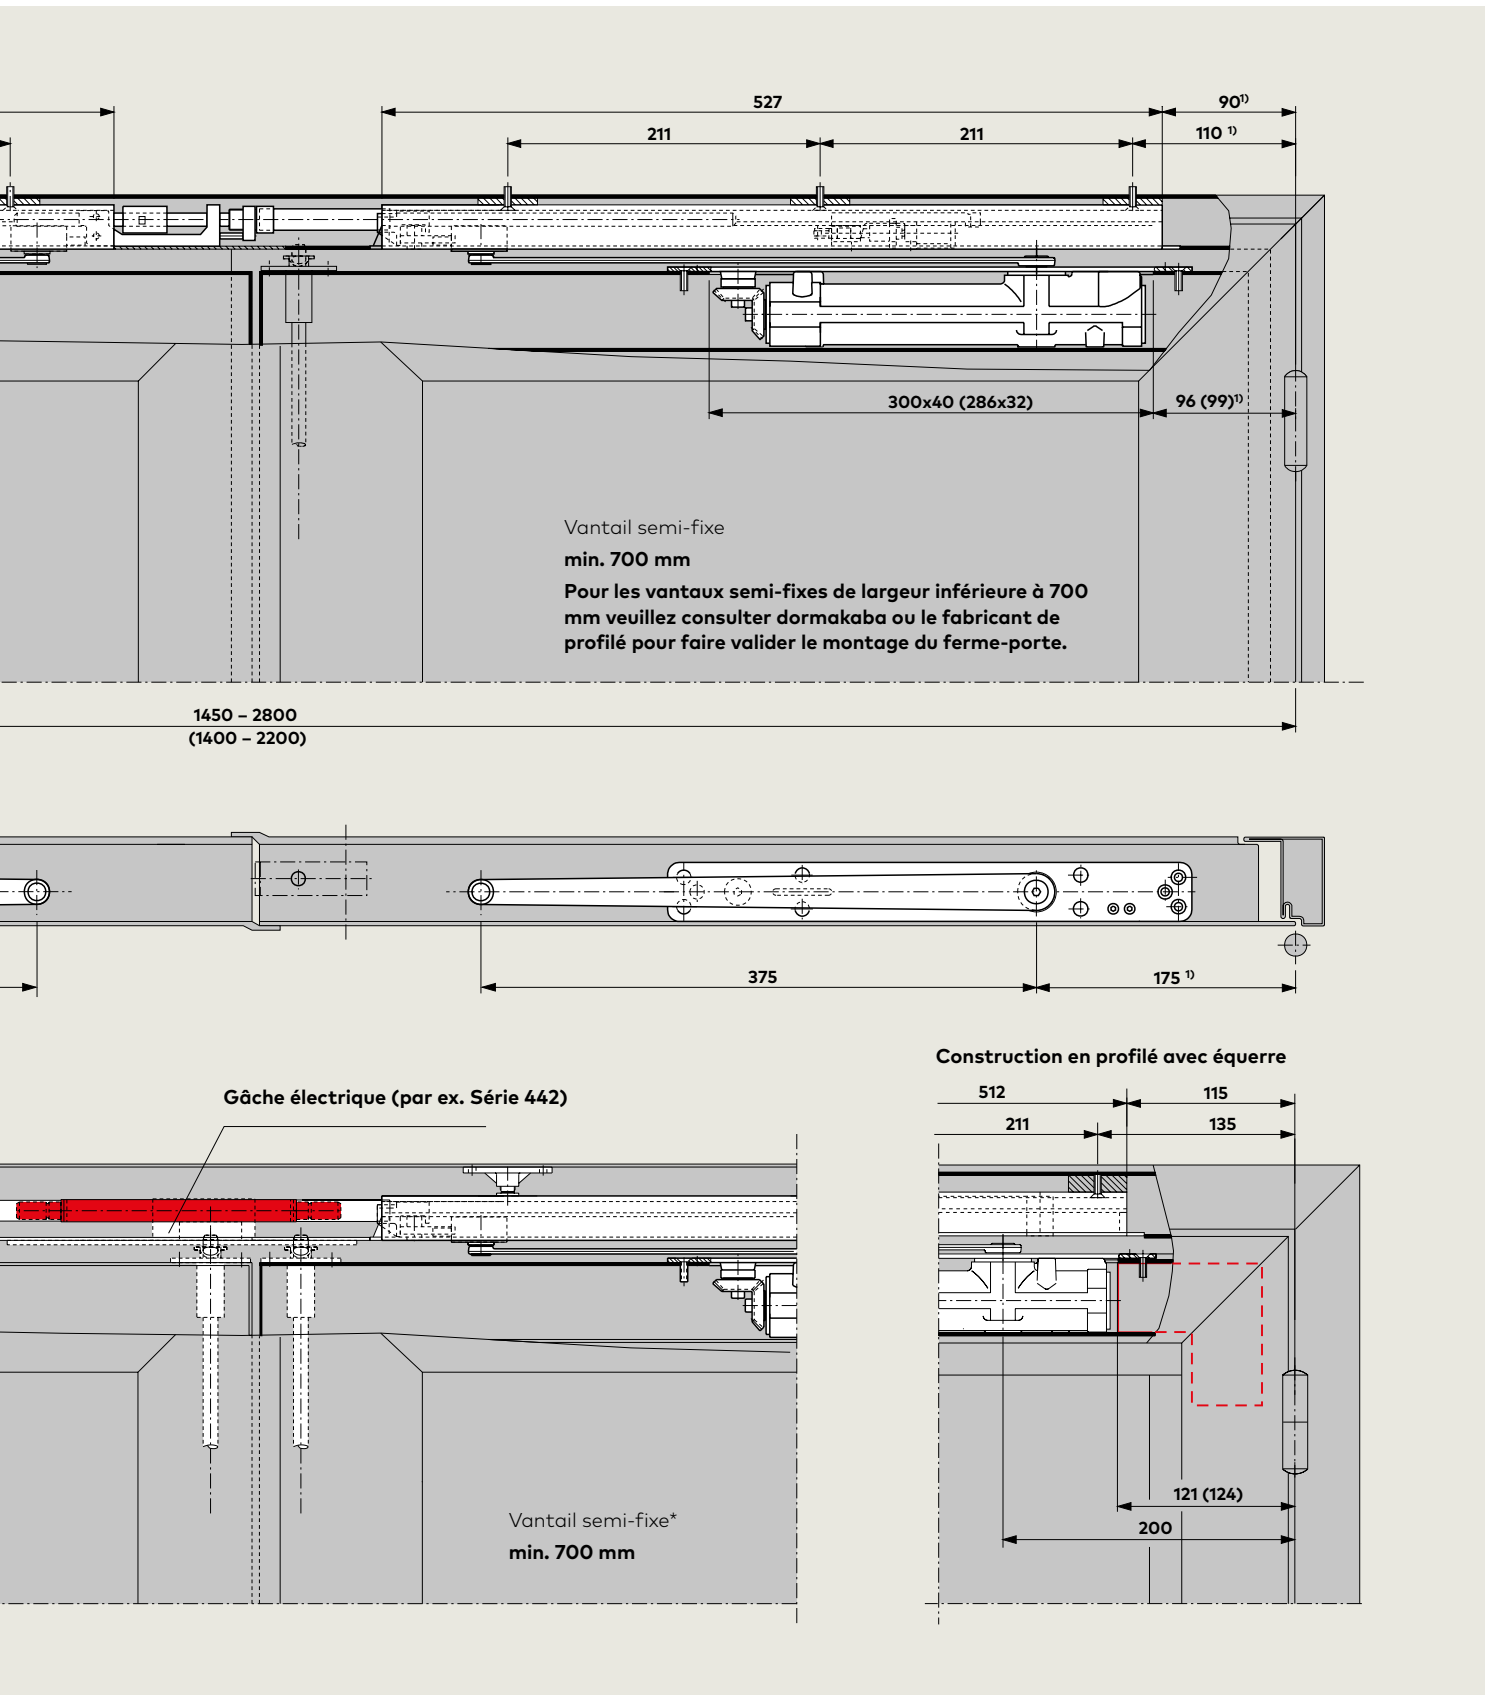 527
90¹⁾
211
211
110 ¹⁾
300x40 (286x32)
96 (99)¹⁾
Vantail semi-fixe
min. 700 mm
Pour les vantaux semi-fixes de largeur inférieure à 700
mm veuillez consulter dormakaba ou le fabricant de
profilé pour faire valider le montage du ferme-porte.
1450 – 2800
(1400 – 2200)
375
175 ¹⁾
Construction en profilé avec équerre
Gâche électrique (par ex. Série 442)
512
115
211
135
121 (124)
200
Vantail semi-fixe*
min. 700 mm